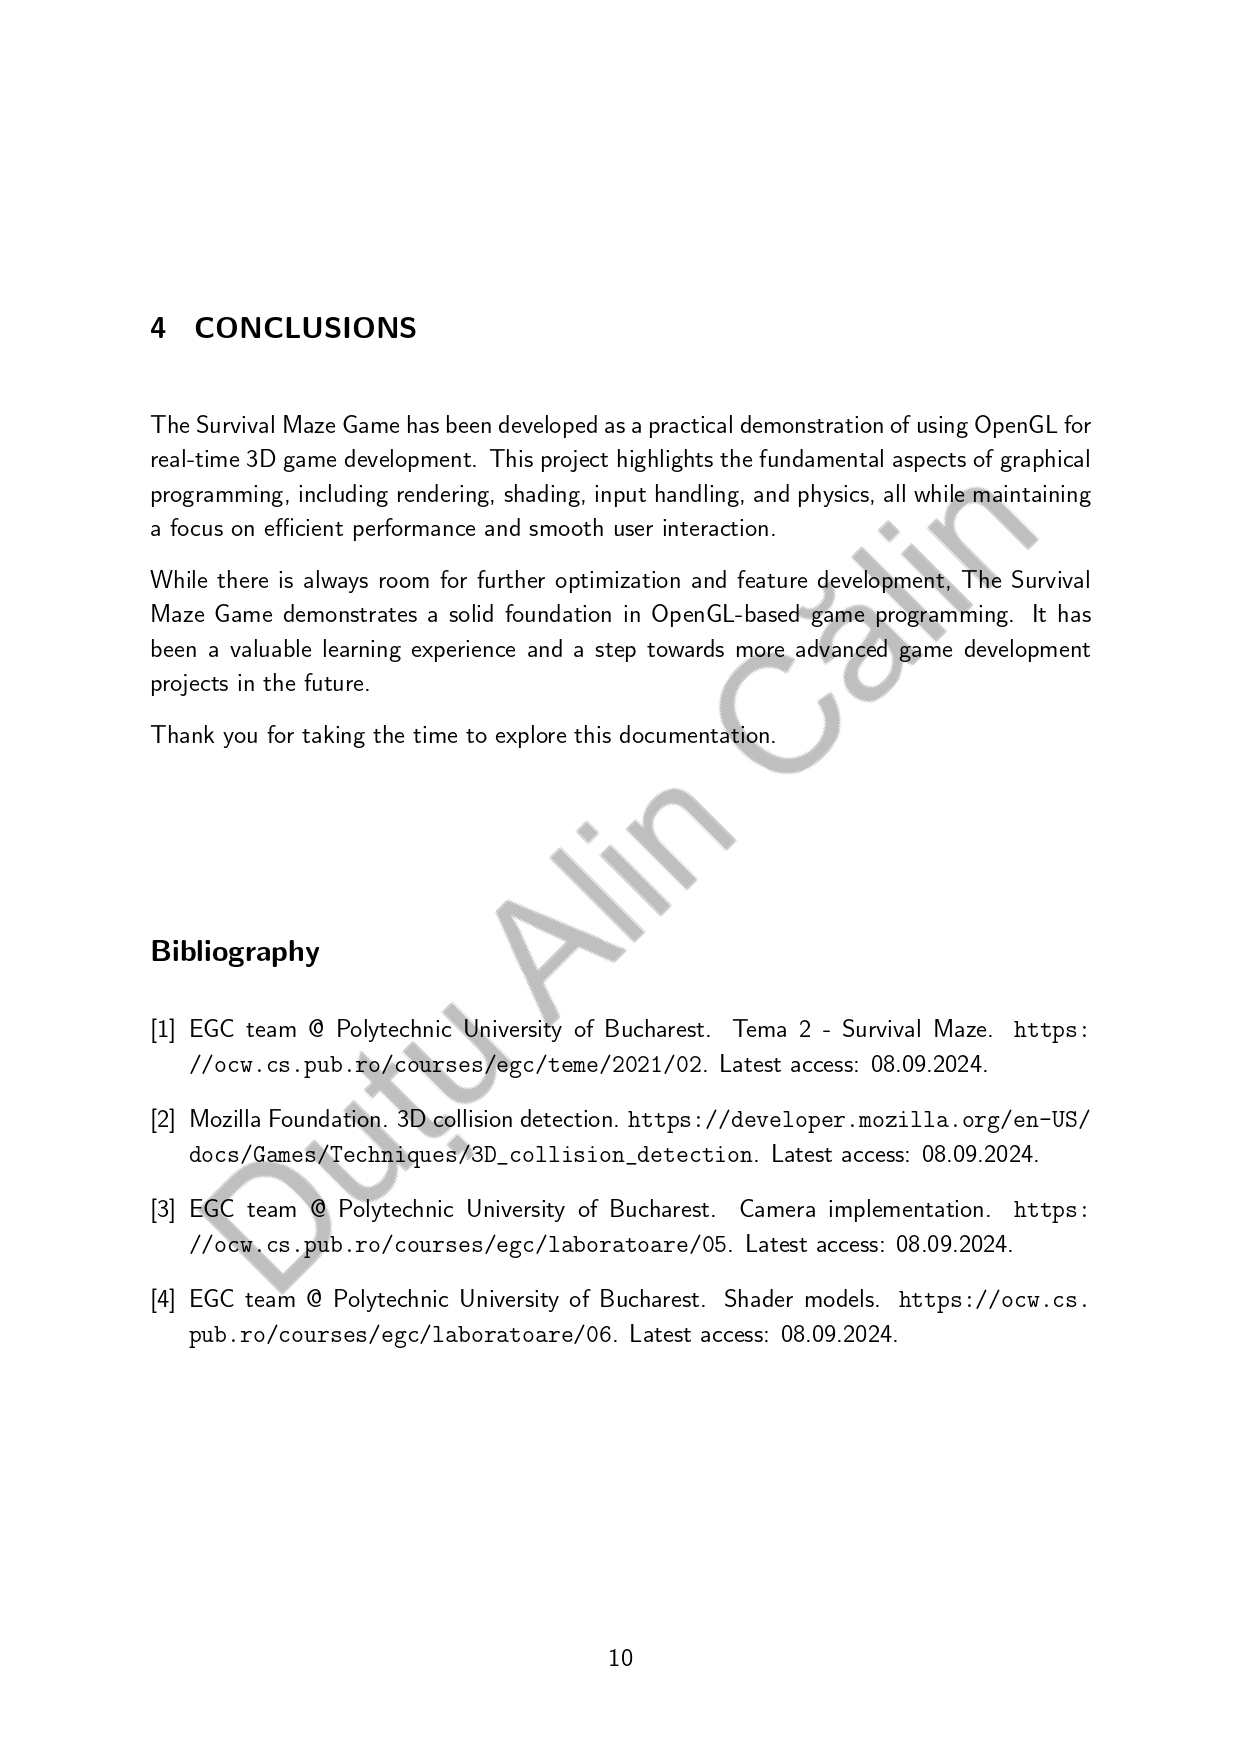 4 CONCLUSIONS
The Survival Maze Game has been developed as a practical demonstration of using OpenGL for
real-time 3D game development. This project highlights the fundamental aspects of graphical
programming, including rendering, shading, input handling, and physics, all while maintaining
a focus on efficient performance and smooth user interaction.
While there is always room for further optimization and feature development, The Survival
Maze Game demonstrates a solid foundation in OpenGL-based game programming. It has
been a valuable learning experience and a step towards more advanced game development
projects in the future.
Thank you for taking the time to explore this documentation.
Duțu Alin Călin
Bibliography
[1] EGC team @ Polytechnic University of Bucharest. Tema 2 - Survival Maze. https:
//ocw.cs.pub.ro/courses/egc/teme/2021/02. Latest access: 08.09.2024.
[2] Mozilla Foundation. 3D collision detection. https://developer.mozilla.org/en-US/
docs/Games/Techniques/3D_collision_detection. Latest access: 08.09.2024.
[3] EGC team @ Polytechnic University of Bucharest. Camera implementation. https:
//ocw.cs.pub.ro/courses/egc/laboratoare/05. Latest access: 08.09.2024.
[4] EGC team @ Polytechnic University of Bucharest. Shader models. https://ocw.cs.
pub.ro/courses/egc/laboratoare/06. Latest access: 08.09.2024.
10